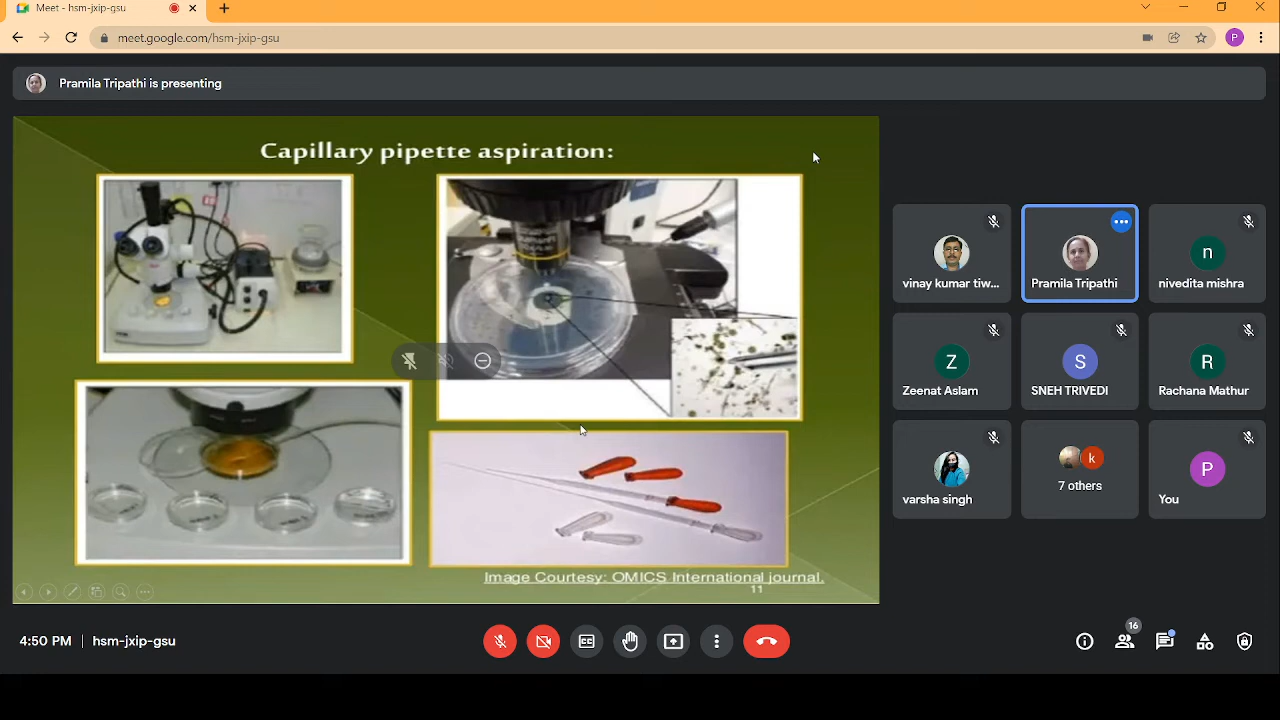 Meet - hsm-jxip-gsu
meet.google.com/hsm-jxip-gsu
P
Pramila Tripathi is presenting
Capillary pipette aspiration:
Image Courtesy: OMICS International journal.
11
vinay kumar tiw...
Pramila Tripathi
n
nivedita mishra
Z
Zeenat Aslam
S
SNEH TRIVEDI
R
Rachana Mathur
varsha singh
k
7 others
P
You
4:50 PM
hsm-jxip-gsu
CC
16